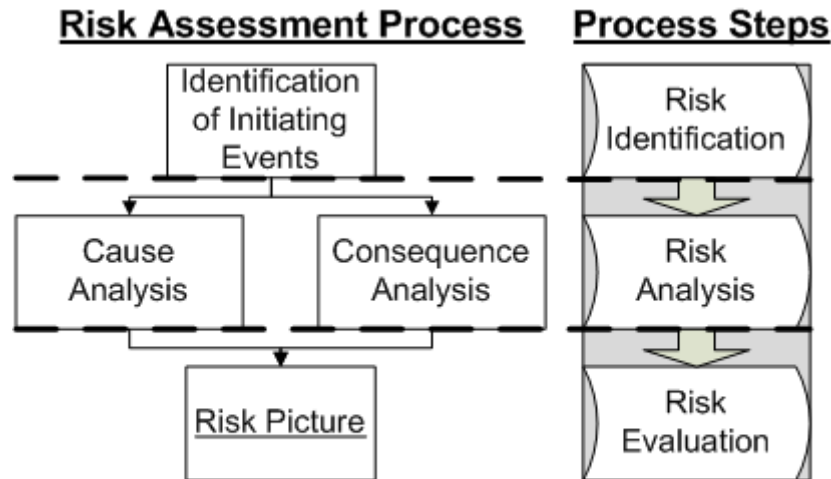 Risk Assessment Process
Process Steps
Identification
of Initiating
Events
Risk
Identification
Cause
Analysis
Consequence
Analysis
Risk
Analysis
Risk Picture
Risk
Evaluation